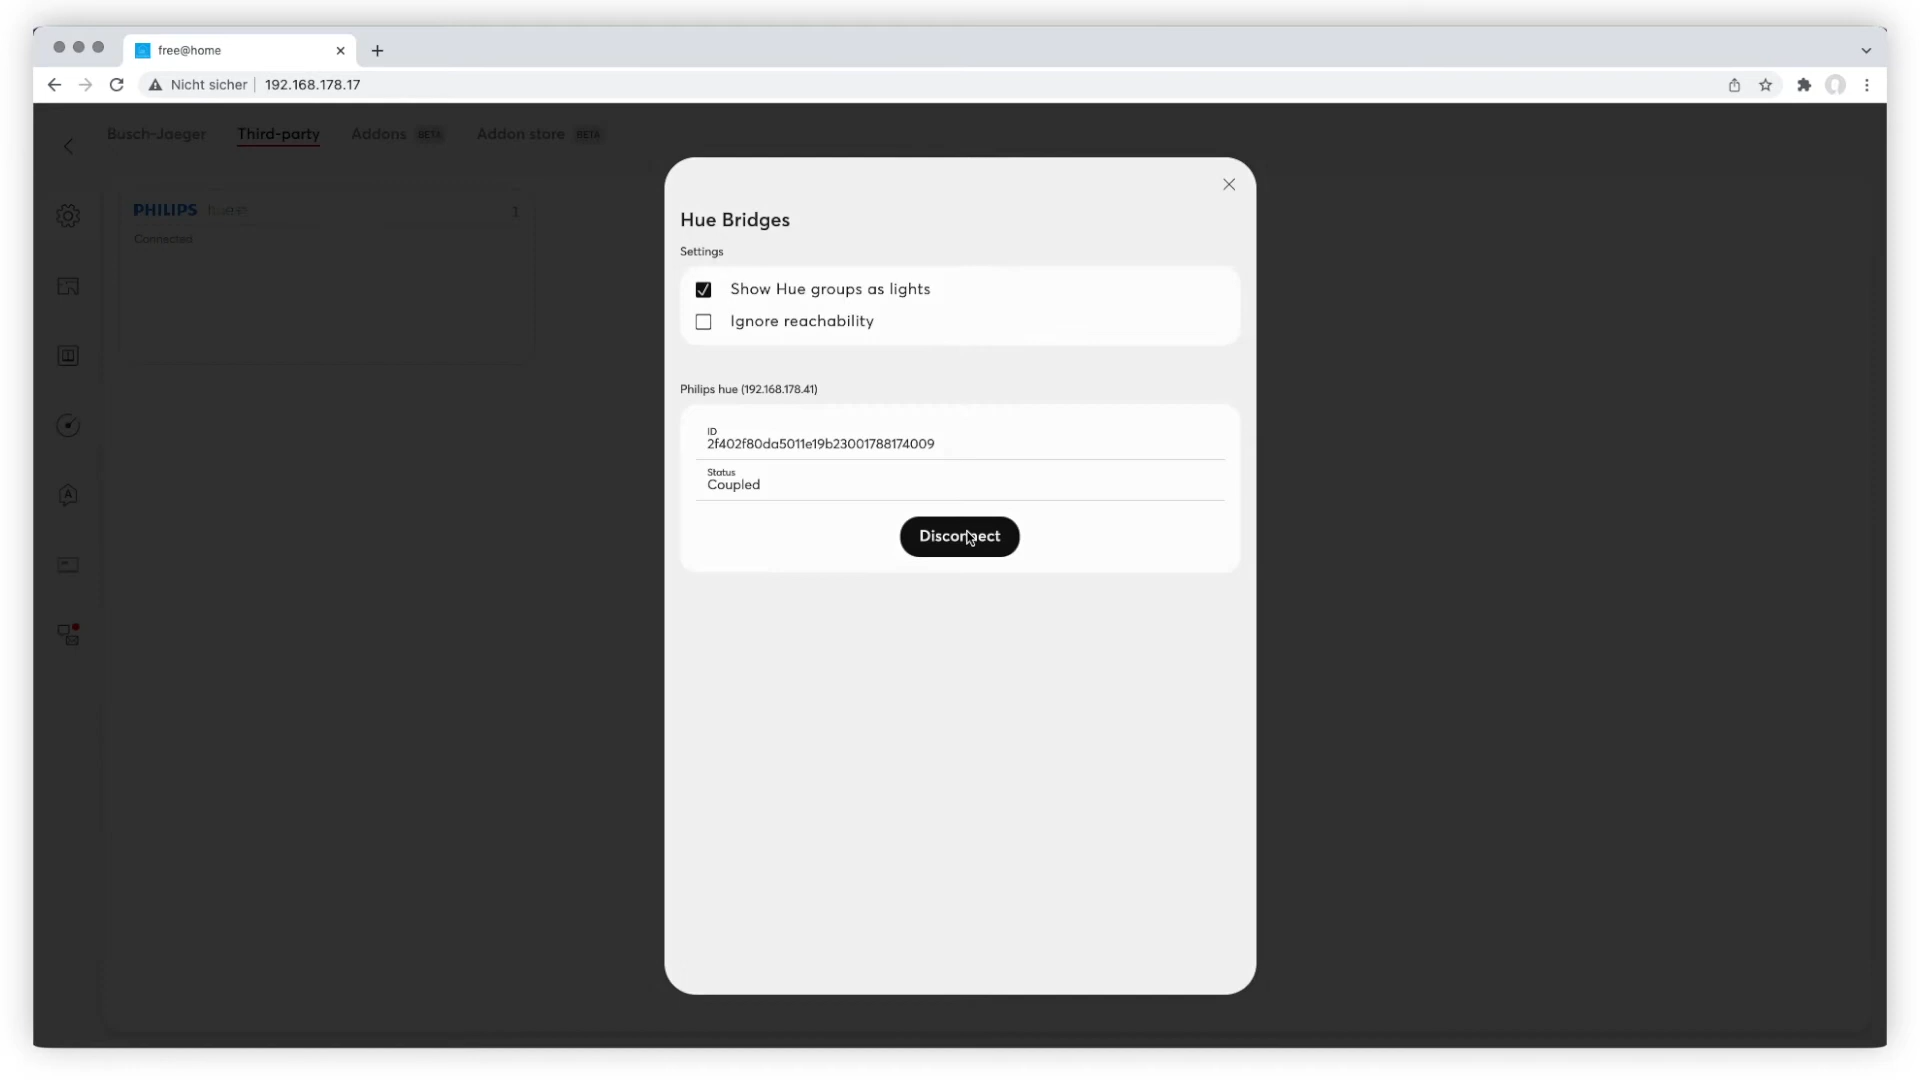 free@home
Nicht sicher
192.168.178.17
Busch-Jaeger
Third-party
Addons BETA
Addon store BETA
PHILIPS
1
Connected
Hue Bridges
Settings
Show Hue groups as lights
Ignore reachability
Philips hue (192.168.178.41)
ID
2f402f80da5011e19b23001788174009
Status
Coupled
Disconnect